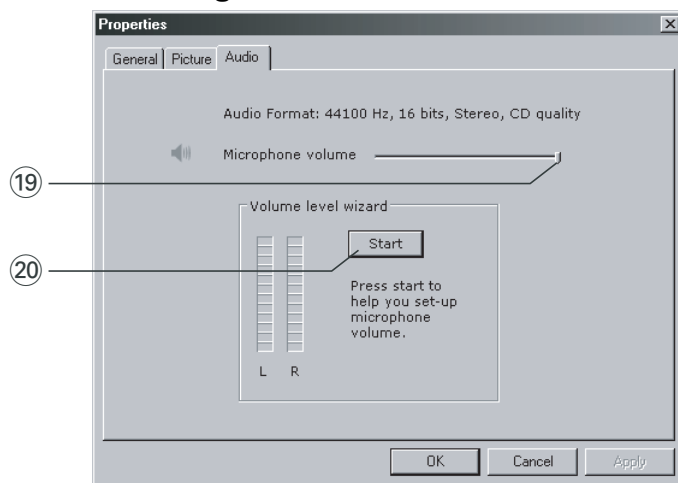 Properties
General Picture Audio
Audio Format: 44100 Hz, 16 bits, Stereo, CD quality
Microphone volume
19
Volume level wizard
Start
20
Press start to
help you set-up
microphone
volume.
L R
OK Cancel Apply